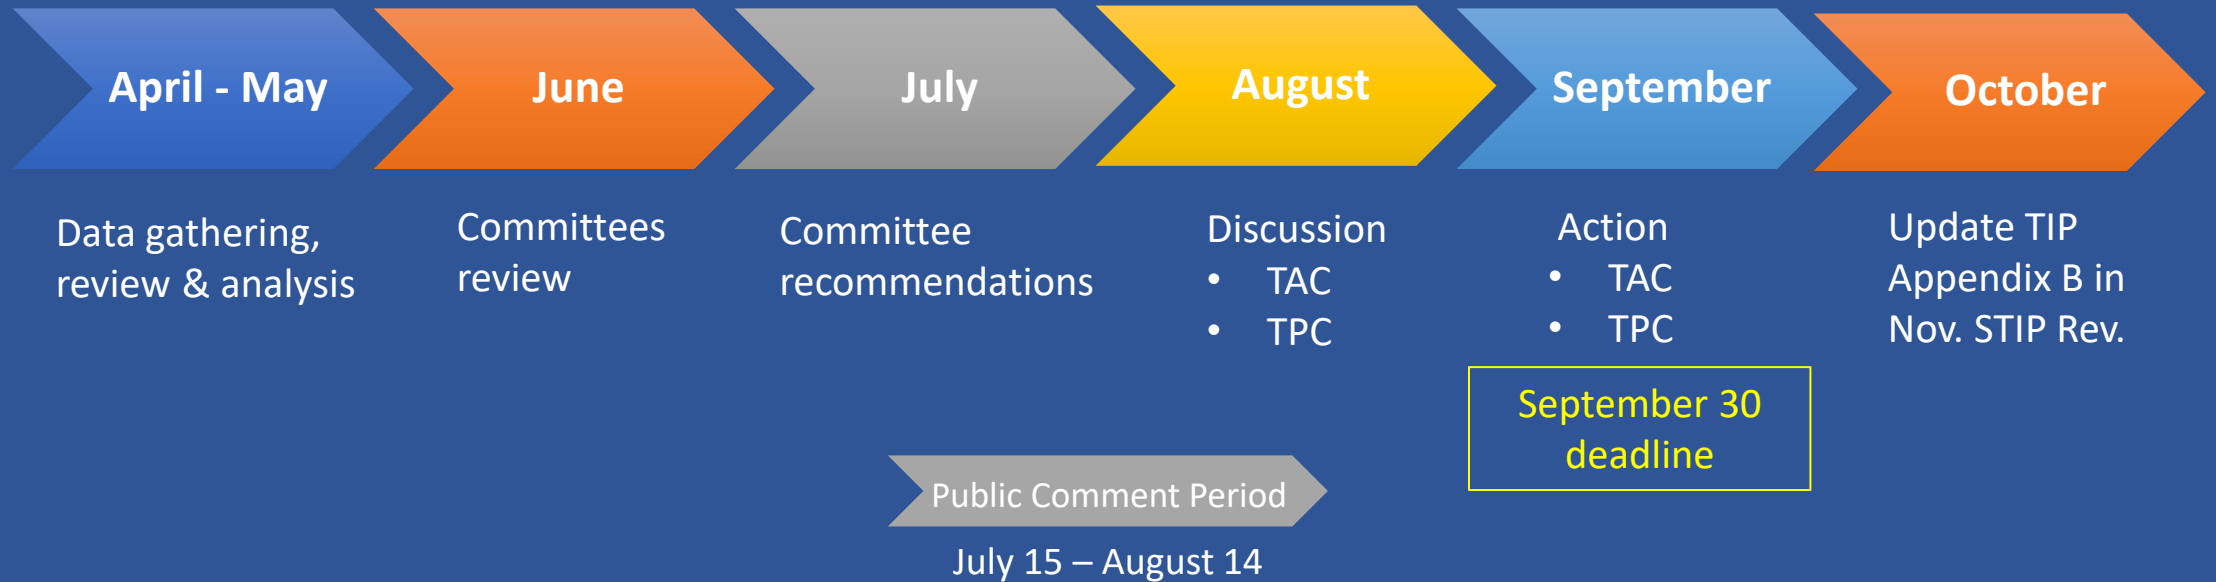 April - May
June
July
August
September
October
Data gathering,
review & analysis
Committees
review
Committee
recommendations
Discussion
• TAC
• TPC
Action
• TAC
• TPC
September 30
deadline
Update TIP
Appendix B in
Nov. STIP Rev.
Public Comment Period
July 15 – August 14